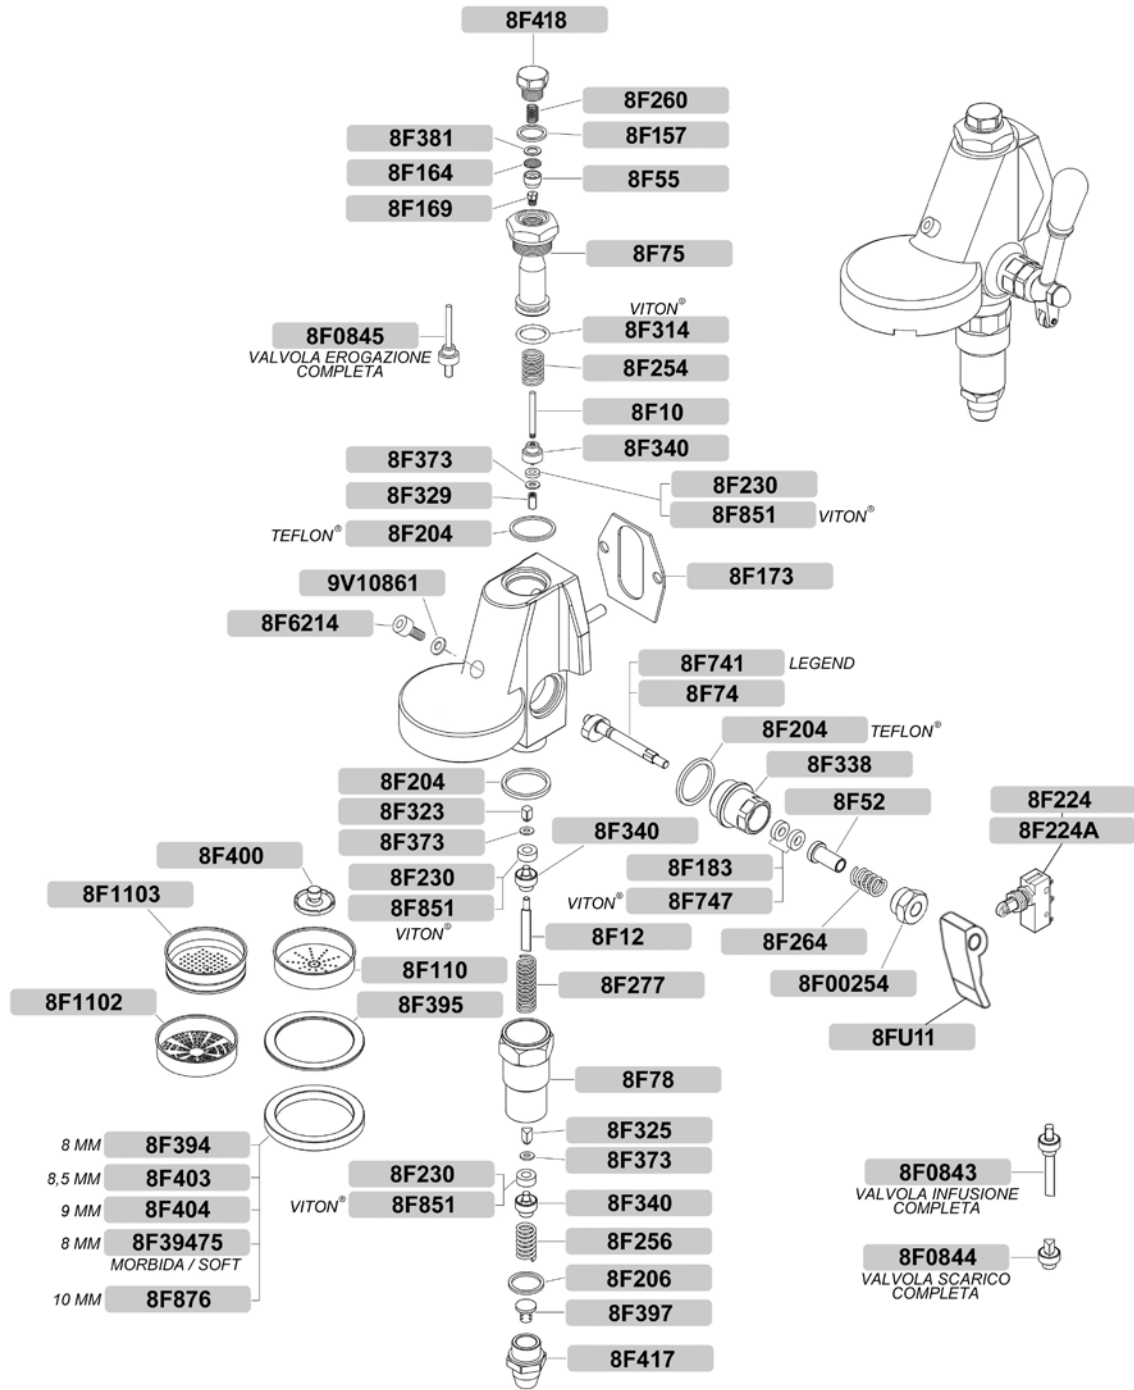 8F418
8F260
8F381
8F157
8F164
8F55
8F169
8F75
VITON®
8F314
8F0845
VALVOLA EROGAZIONE
COMPLETA
8F254
8F10
8F340
8F373
8F230
8F329
8F851 VITON®
TEFLON® 8F204
8F173
9V10861
8F6214
8F741 LEGEND
8F74
8F204 TEFLON®
8F338
8F204
8F52
8F224
8F323
8F224A
8F373
8F340
8F400
8F183
8F230
8F1103
VITON® 8F747
8F851
VITON®
8F12
8F264
8F110
8F277
8F00254
8F1102
8F395
8FU11
8F78
8F325
8 MM 8F394
8F373
8F230
8F0843
8,5 MM 8F403
VALVOLA INFUSIONE
COMPLETA
VITON® 8F851
8F340
9 MM 8F404
8F256
8 MM 8F39475
MORBIDA / SOFT
8F0844
VALVOLA SCARICO
COMPLETA
8F206
10 MM 8F876
8F397
8F417